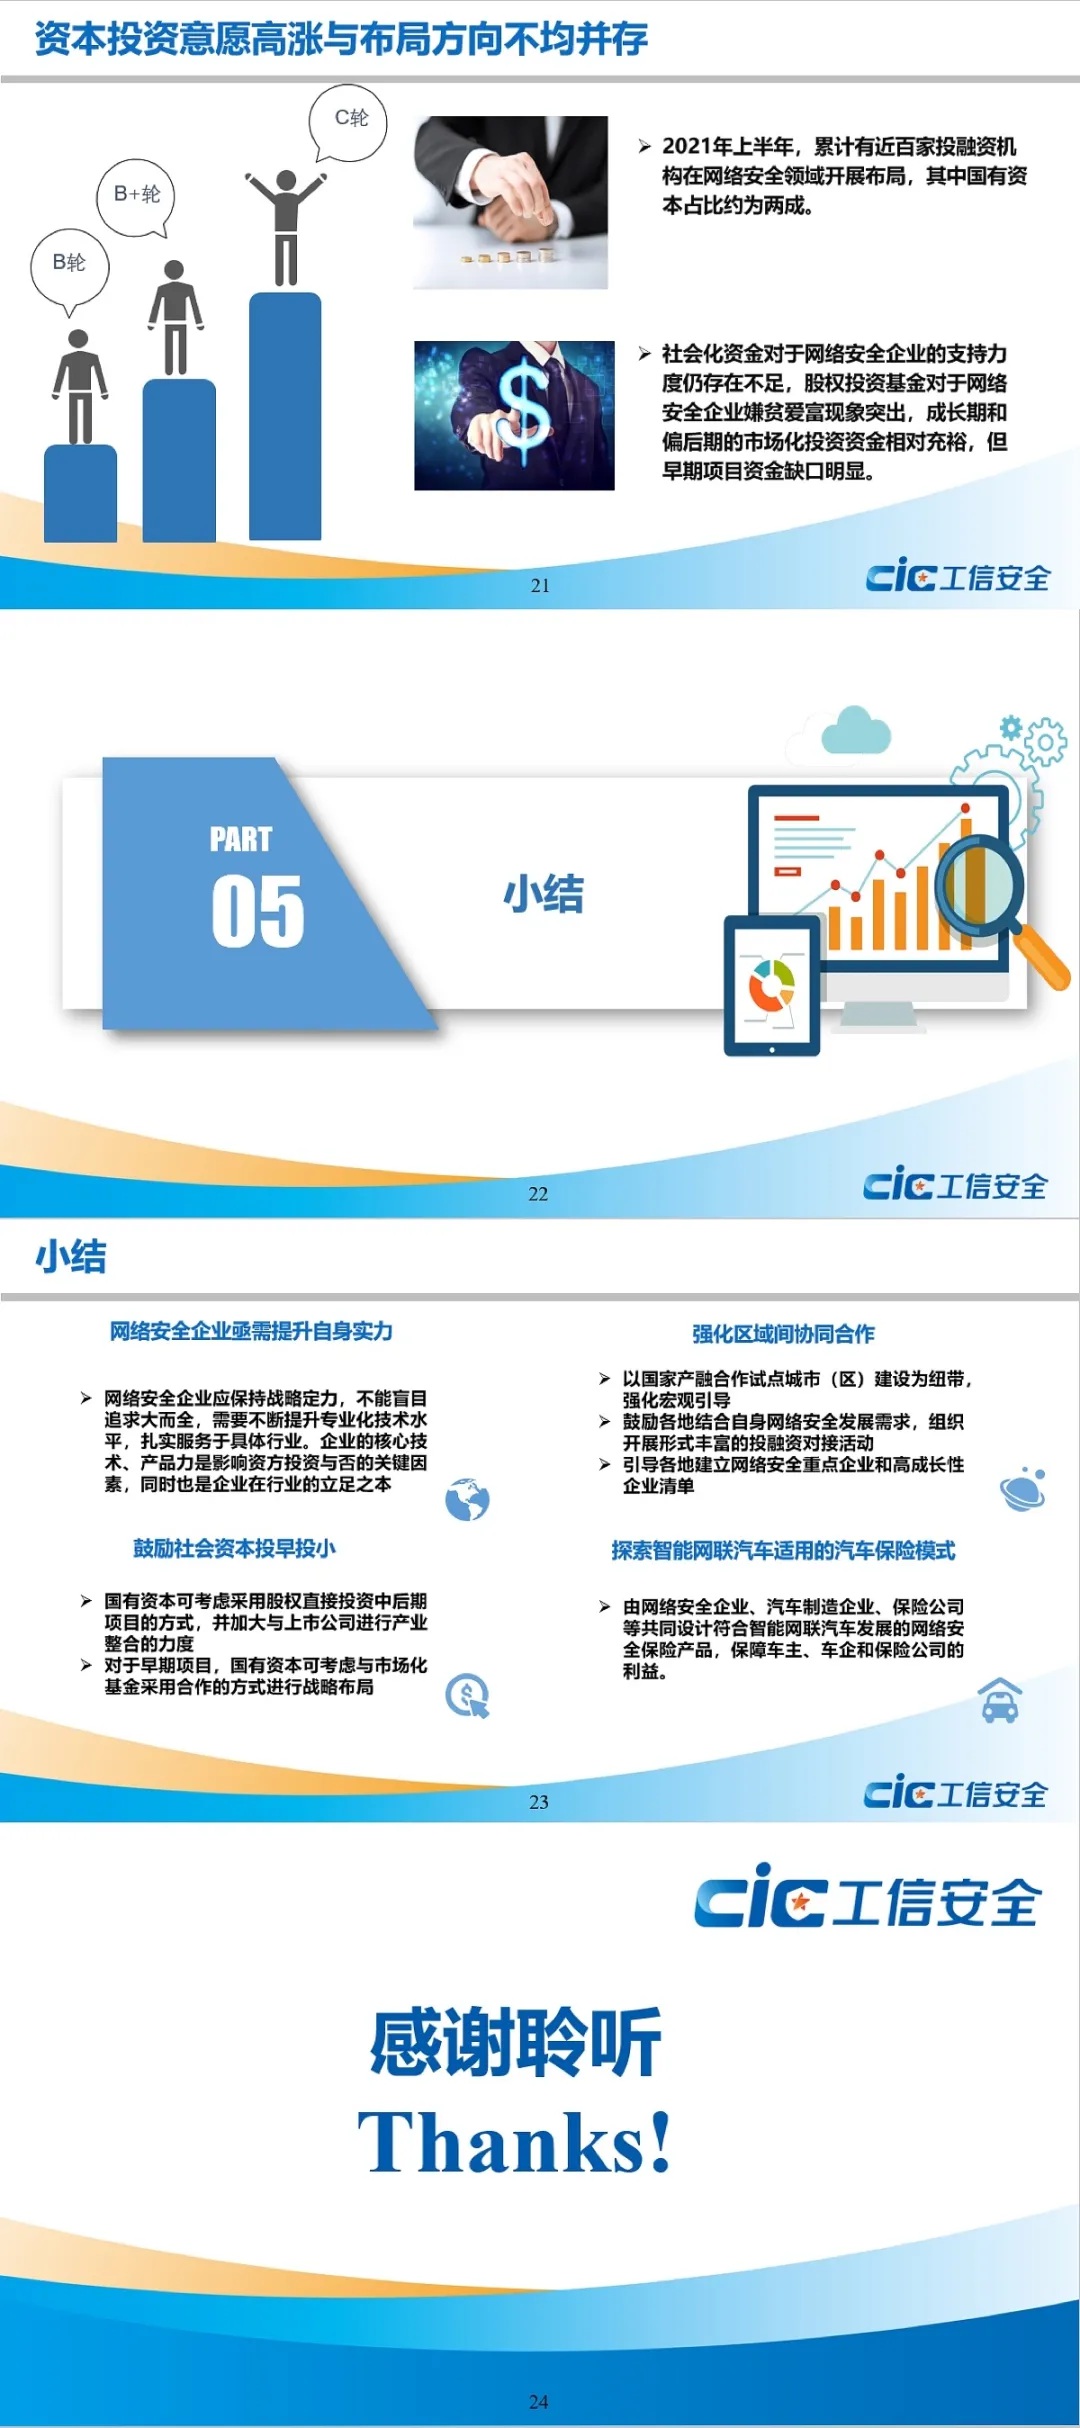 资本投资意愿高涨与布局方向不均并存
C轮
B+轮
B轮
➢ 2021年上半年，累计有近百家投融资机
构在网络安全领域开展布局，其中国有资
本占比约为两成。
➢ 社会化资金对于网络安全企业的支持力
度仍存在不足，股权投资基金对于网络
安全企业嫌贫爱富现象突出，成长期和
偏后期的市场化投资资金相对充裕，但
早期项目资金缺口明显。
21
CIC工信安全
PART
05
小结
22
CIC工信安全
小结
网络安全企业亟需提升自身实力
➢ 网络安全企业应保持战略定力，不能盲目
追求大而全，需要不断提升专业化技术水
平，扎实服务于具体行业。企业的核心技
术、产品力是影响资方投资与否的关键因
素，同时也是企业在行业的立足之本
强化区域间协同合作
➢ 以国家产融合作试点城市（区）建设为纽带，
强化宏观引导
➢ 鼓励各地结合自身网络安全发展需求，组织
开展形式丰富的投融资对接活动
➢ 引导各地建立网络安全重点企业和高成长性
企业清单
鼓励社会资本投早投小
➢ 国有资本可考虑采用股权直接投资中后期
项目的方式，并加大与上市公司进行产业
整合的力度
➢ 对于早期项目，国有资本可考虑与市场化
基金采用合作的方式进行战略布局
探索智能网联汽车适用的汽车保险模式
➢ 由网络安全企业、汽车制造企业、保险公司
等共同设计符合智能网联汽车发展的网络安
全保险产品，保障车主、车企和保险公司的
利益。
23
CIC工信安全
CIC工信安全
感谢聆听
Thanks!
24